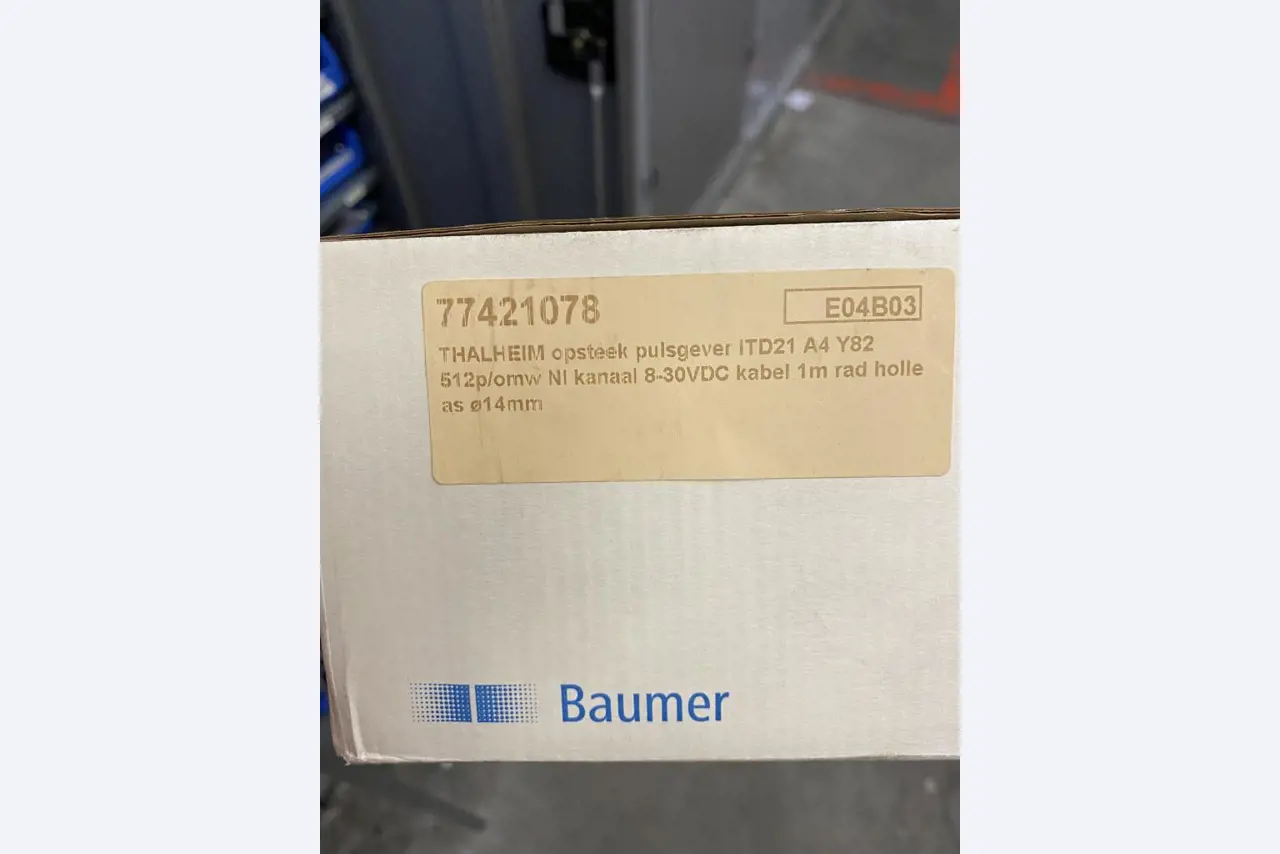 77421078
E04B03
THALHEIM opsteek pulsgever ITD21 A4 Y82
512p/omw NI kanaal 8-30VDC kabel 1m rad holle
as ø14mm
Baumer